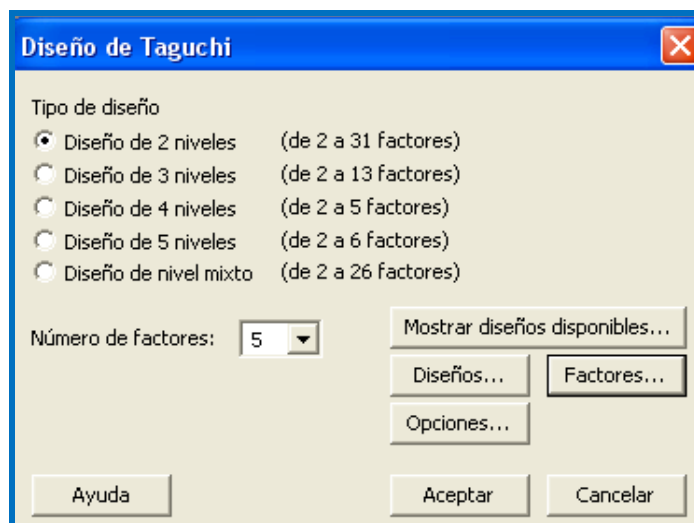 Diseño de Taguchi
Tipo de diseño
Diseño de 2 niveles (de 2 a 31 factores)
Diseño de 3 niveles (de 2 a 13 factores)
Diseño de 4 niveles (de 2 a 5 factores)
Diseño de 5 niveles (de 2 a 6 factores)
Diseño de nivel mixto (de 2 a 26 factores)
Número de factores: 5
Mostrar diseños disponibles...
Diseños... Factores...
Opciones...
Ayuda Aceptar Cancelar